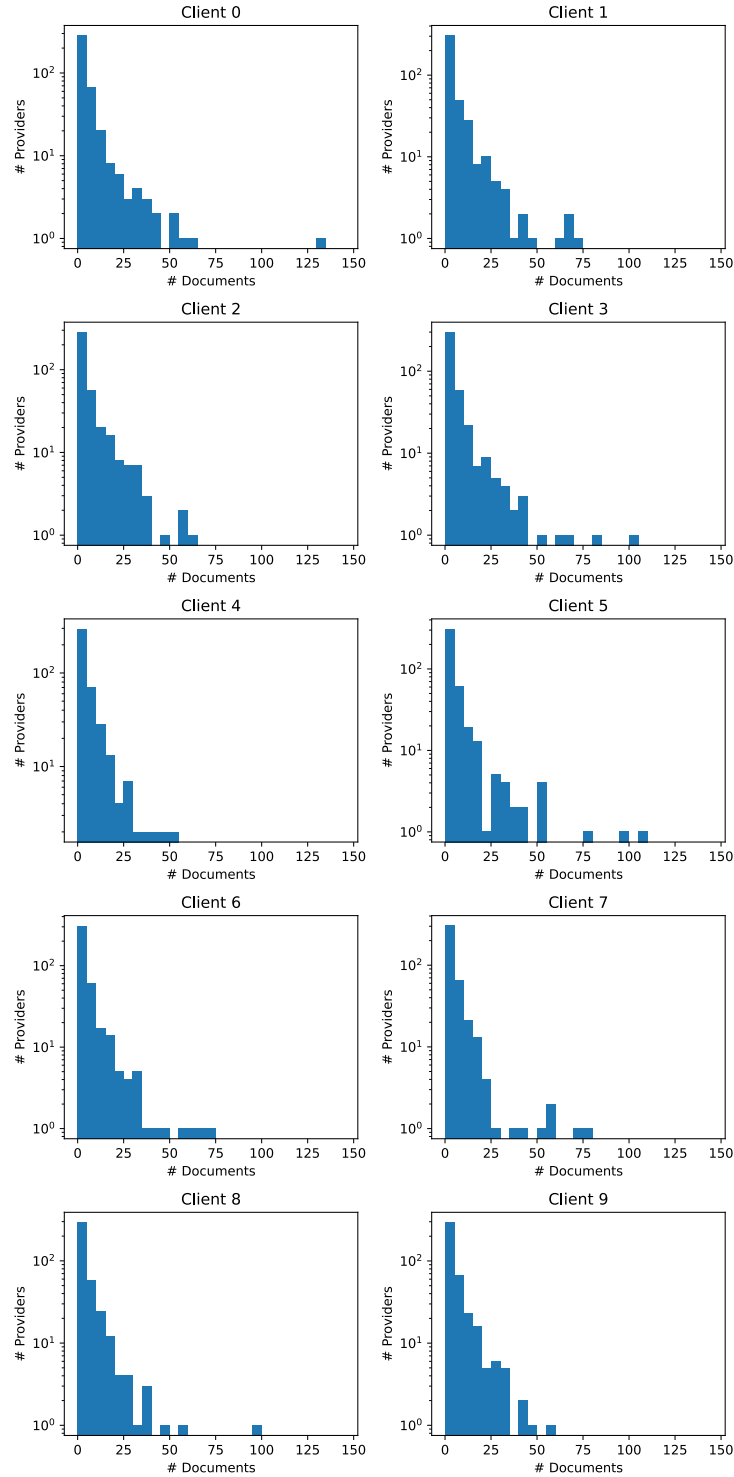 Client 0
Client 1
10²
10¹
10⁰
# Providers
0 25 50 75 100 125 150
# Documents
10²
10¹
10⁰
# Providers
0 25 50 75 100 125 150
# Documents
Client 2
Client 3
10²
10¹
10⁰
# Providers
0 25 50 75 100 125 150
# Documents
10²
10¹
10⁰
# Providers
0 25 50 75 100 125 150
# Documents
Client 4
Client 5
10²
10¹
# Providers
0 25 50 75 100 125 150
# Documents
10²
10¹
10⁰
# Providers
0 25 50 75 100 125 150
# Documents
Client 6
Client 7
10²
10¹
10⁰
# Providers
0 25 50 75 100 125 150
# Documents
10²
10¹
10⁰
# Providers
0 25 50 75 100 125 150
# Documents
Client 8
Client 9
10²
10¹
10⁰
# Providers
0 25 50 75 100 125 150
# Documents
10²
10¹
10⁰
# Providers
0 25 50 75 100 125 150
# Documents